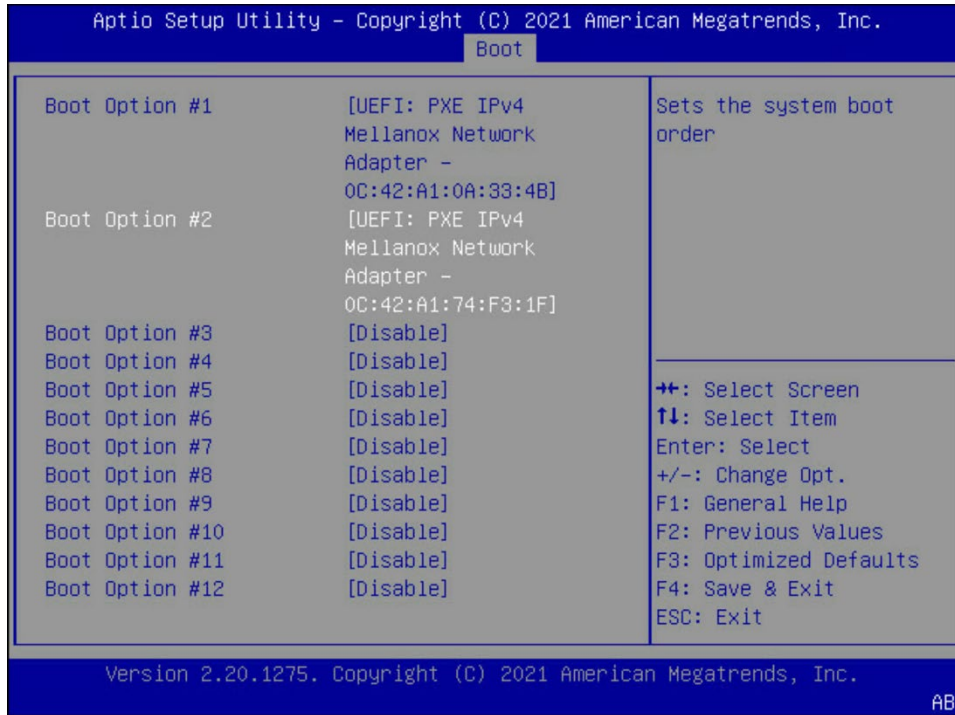 Aptio Setup Utility – Copyright (C) 2021 American Megatrends, Inc.
Boot
Boot Option #1 [UEFI: PXE IPv4
Mellanox Network
Adapter –
0C:42:A1:0A:33:4B]
Boot Option #2 [UEFI: PXE IPv4
Mellanox Network
Adapter –
0C:42:A1:74:F3:1F]
Boot Option #3 [Disable]
Boot Option #4 [Disable]
Boot Option #5 [Disable]
Boot Option #6 [Disable]
Boot Option #7 [Disable]
Boot Option #8 [Disable]
Boot Option #9 [Disable]
Boot Option #10 [Disable]
Boot Option #11 [Disable]
Boot Option #12 [Disable]
Sets the system boot
order
→←: Select Screen
↑↓: Select Item
Enter: Select
+/–: Change Opt.
F1: General Help
F2: Previous Values
F3: Optimized Defaults
F4: Save & Exit
ESC: Exit
Version 2.20.1275. Copyright (C) 2021 American Megatrends, Inc.
AB